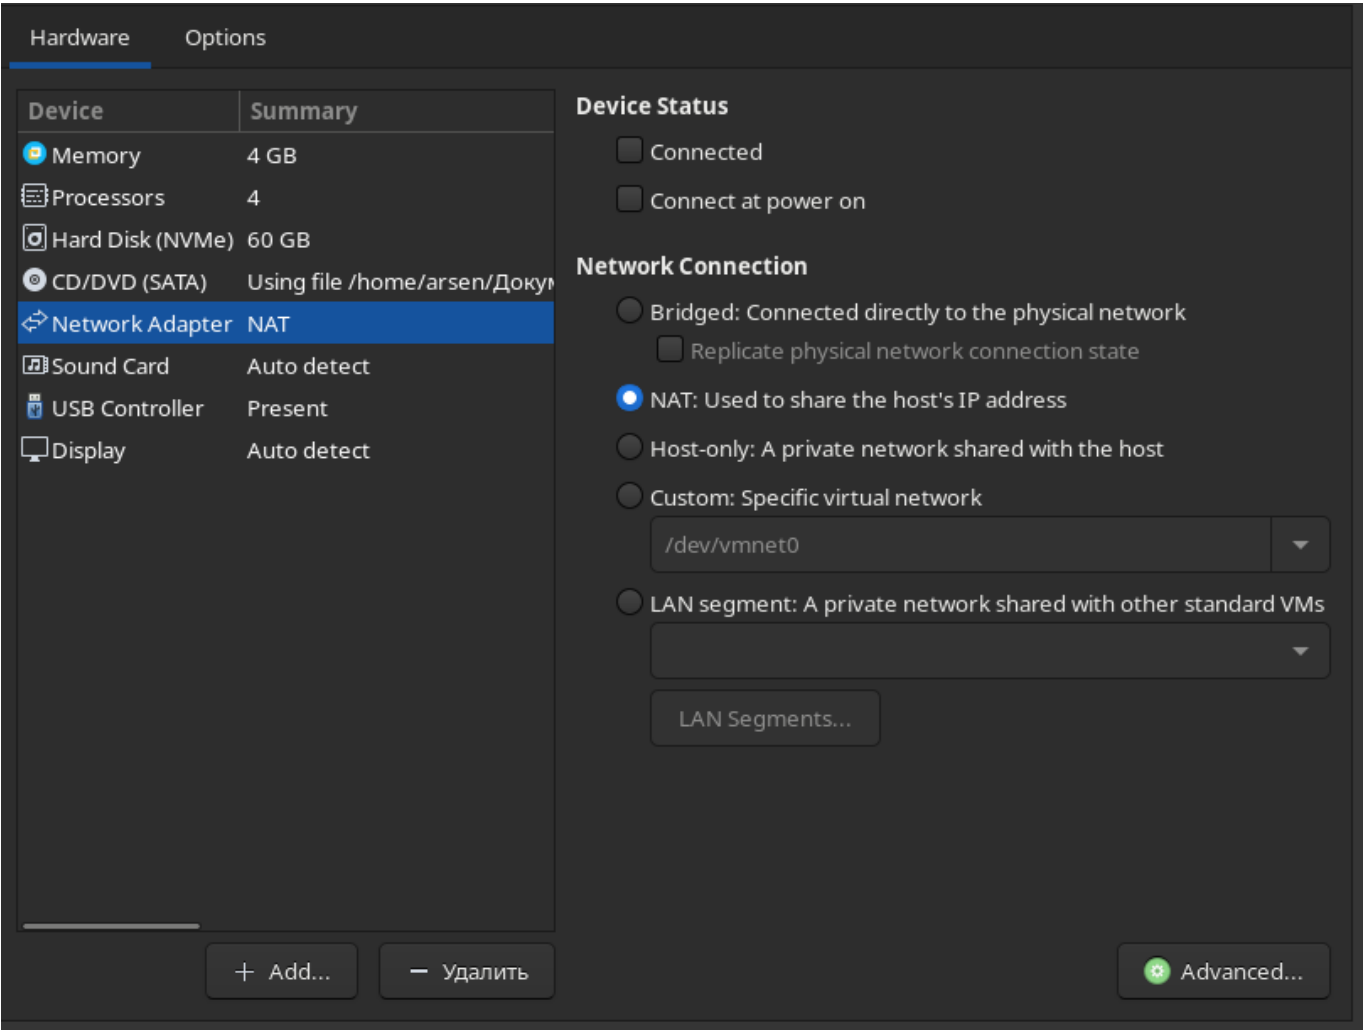 Hardware Options
Device Summary
Memory 4 GB
Processors 4
Hard Disk (NVMe) 60 GB
CD/DVD (SATA) Using file /home/arsen/Докум
Network Adapter NAT
Sound Card Auto detect
USB Controller Present
Display Auto detect
+ Add...
− Удалить
Device Status
Connected
Connect at power on
Network Connection
Bridged: Connected directly to the physical network
Replicate physical network connection state
NAT: Used to share the host's IP address
Host-only: A private network shared with the host
Custom: Specific virtual network
/dev/vmnet0
LAN segment: A private network shared with other standard VMs
LAN Segments...
Advanced...